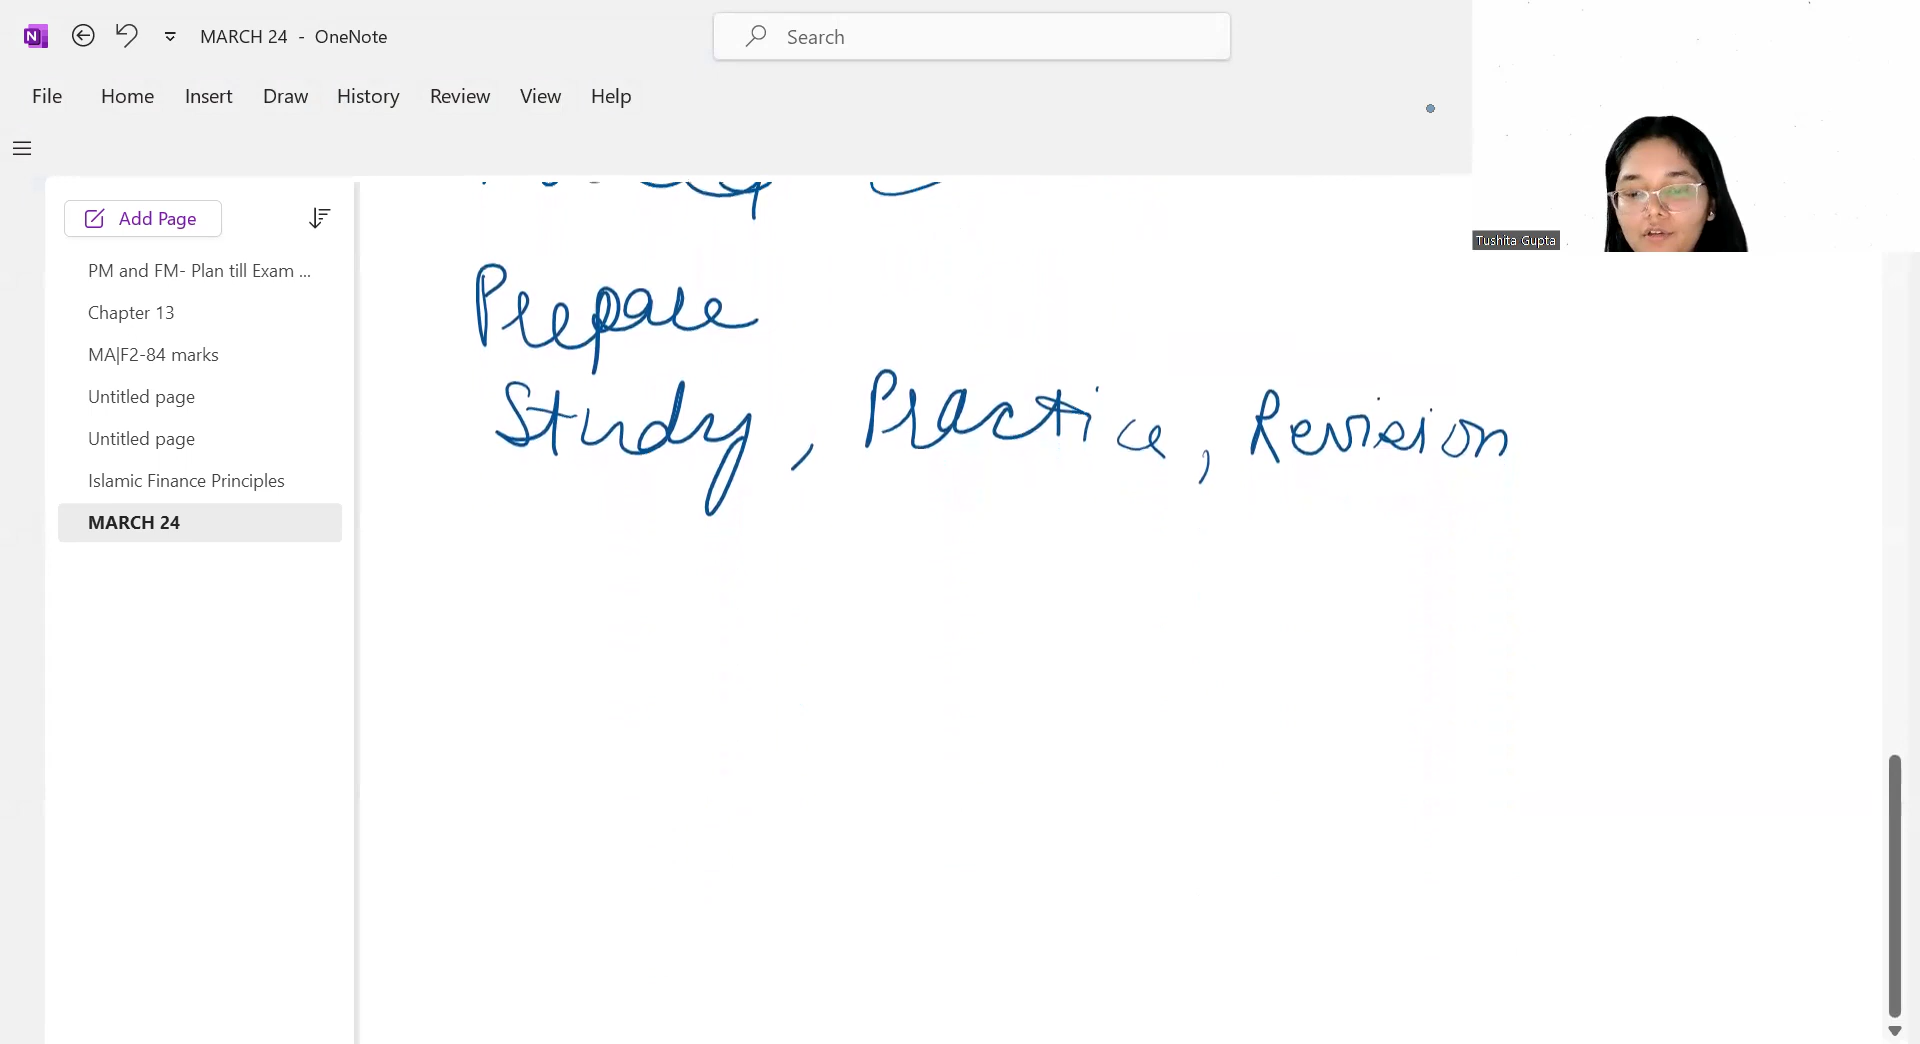 MARCH 24 - OneNote
Search
File Home Insert Draw History Review View Help
Tushita Gupta
Add Page
PM and FM- Plan till Exam ...
Chapter 13
MA|F2-84 marks
Untitled page
Untitled page
Islamic Finance Principles
MARCH 24
Prepare
Study, Practice, Revision